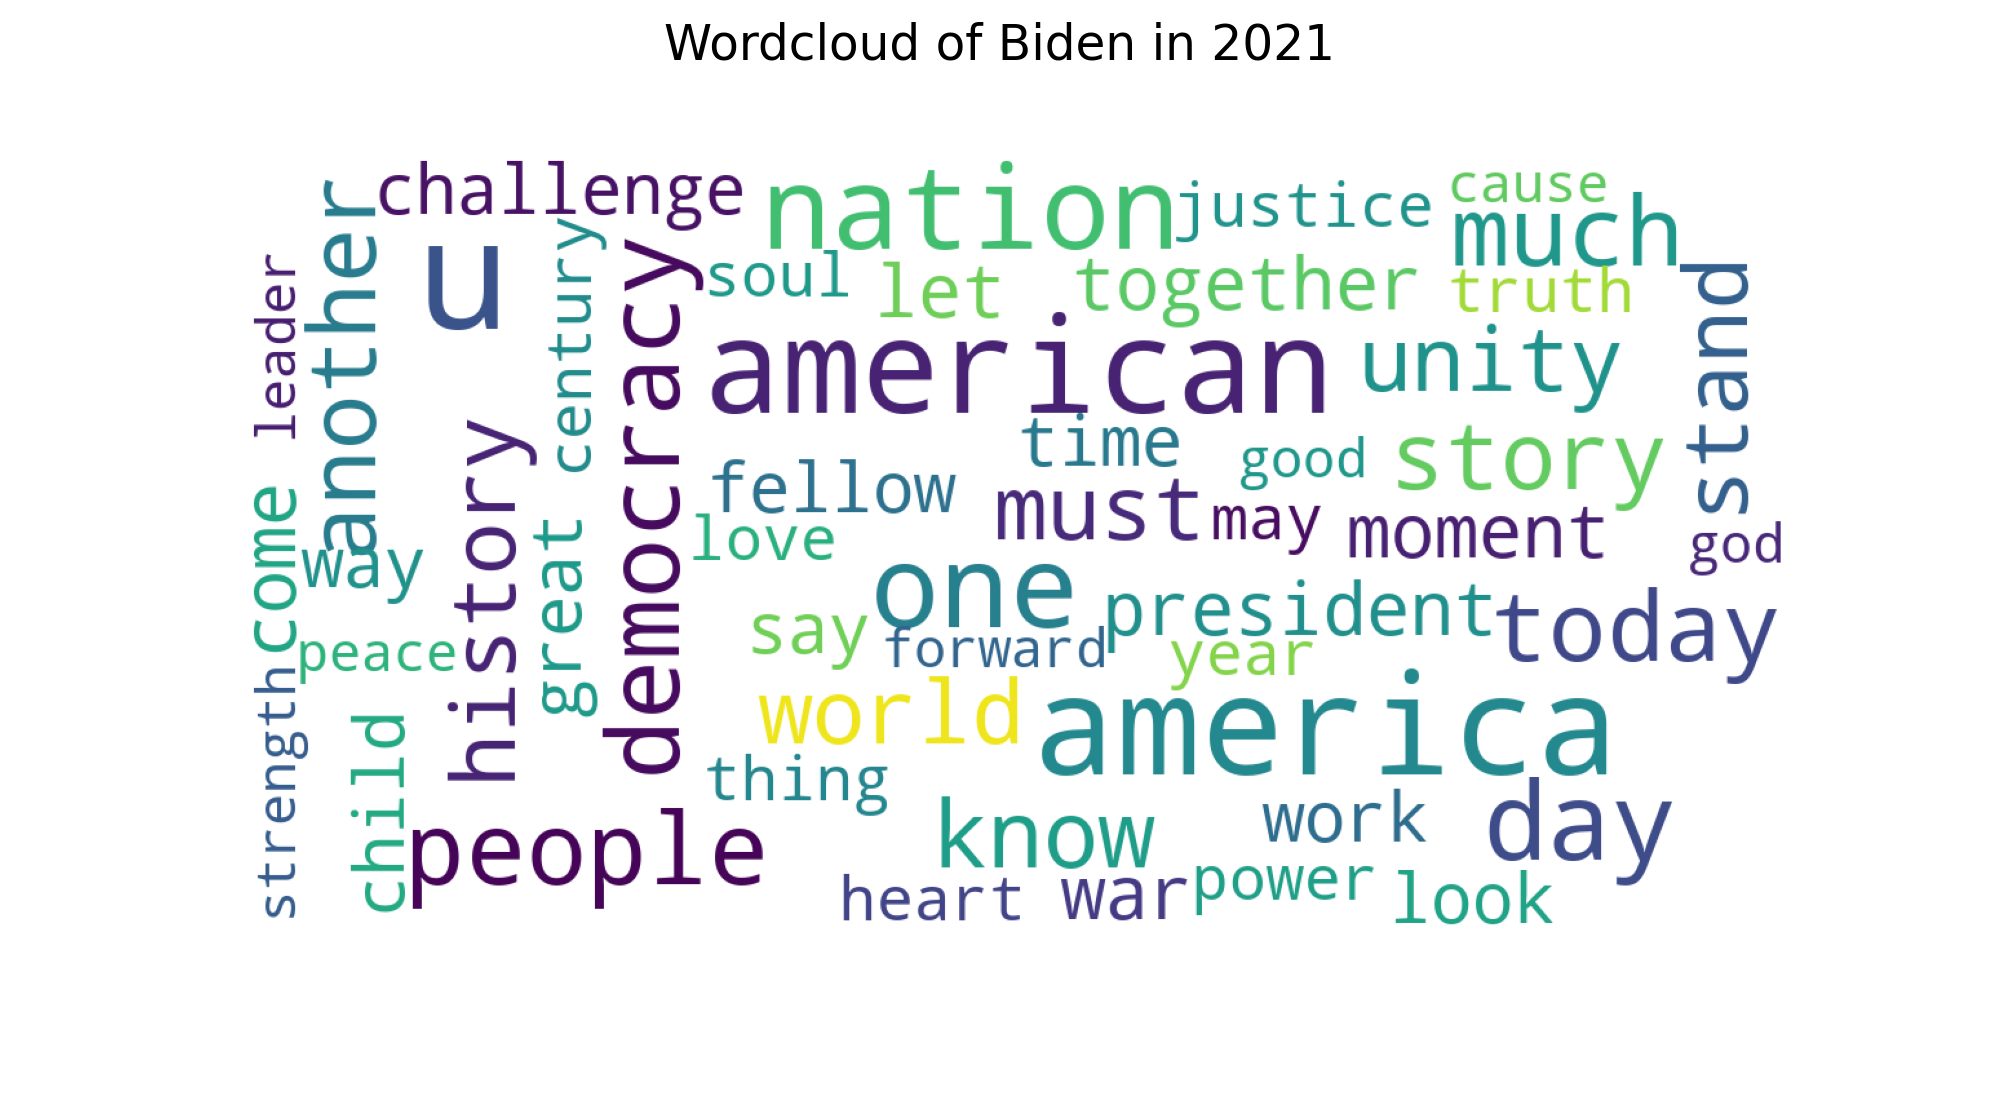 Wordcloud of Biden in 2021
challenge
nation
justice
cause
much
another
u
century
democracy
soul
let
together
truth
leader
american
unity
stand
history
time
good
story
fellow
must
may
moment
god
come
way
great
love
one
president
today
peace
say
forward
year
strength
child
world
america
thing
people
know
work
day
heart
war
power
look